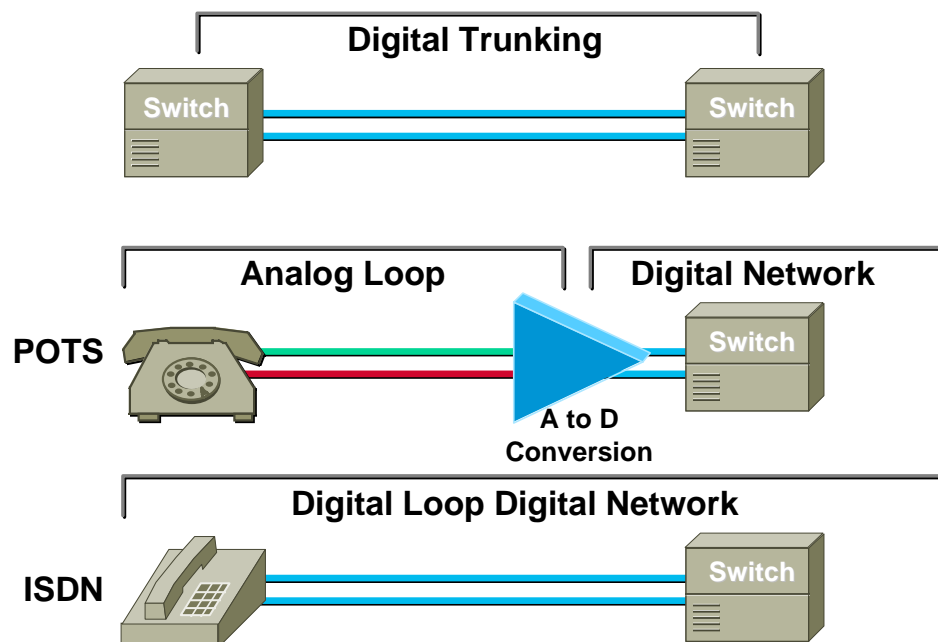 Digital Trunking
Switch
Switch
Analog Loop
Digital Network
POTS
Switch
A to D
Conversion
Digital Loop Digital Network
ISDN
Switch